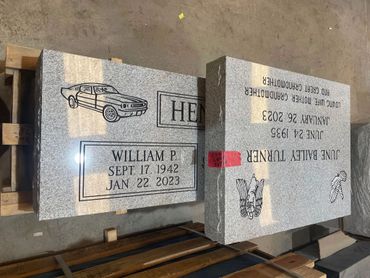 HEN
WILLIAM P.
SEPT. 17 1942
JAN. 22 2023
JUNE BAILEY TURNER
JUNE 24 1935
JANUARY 26 2023
LOVING WIFE MOTHER GRANDMOTHER
AND GREAT GRANDMOTHER